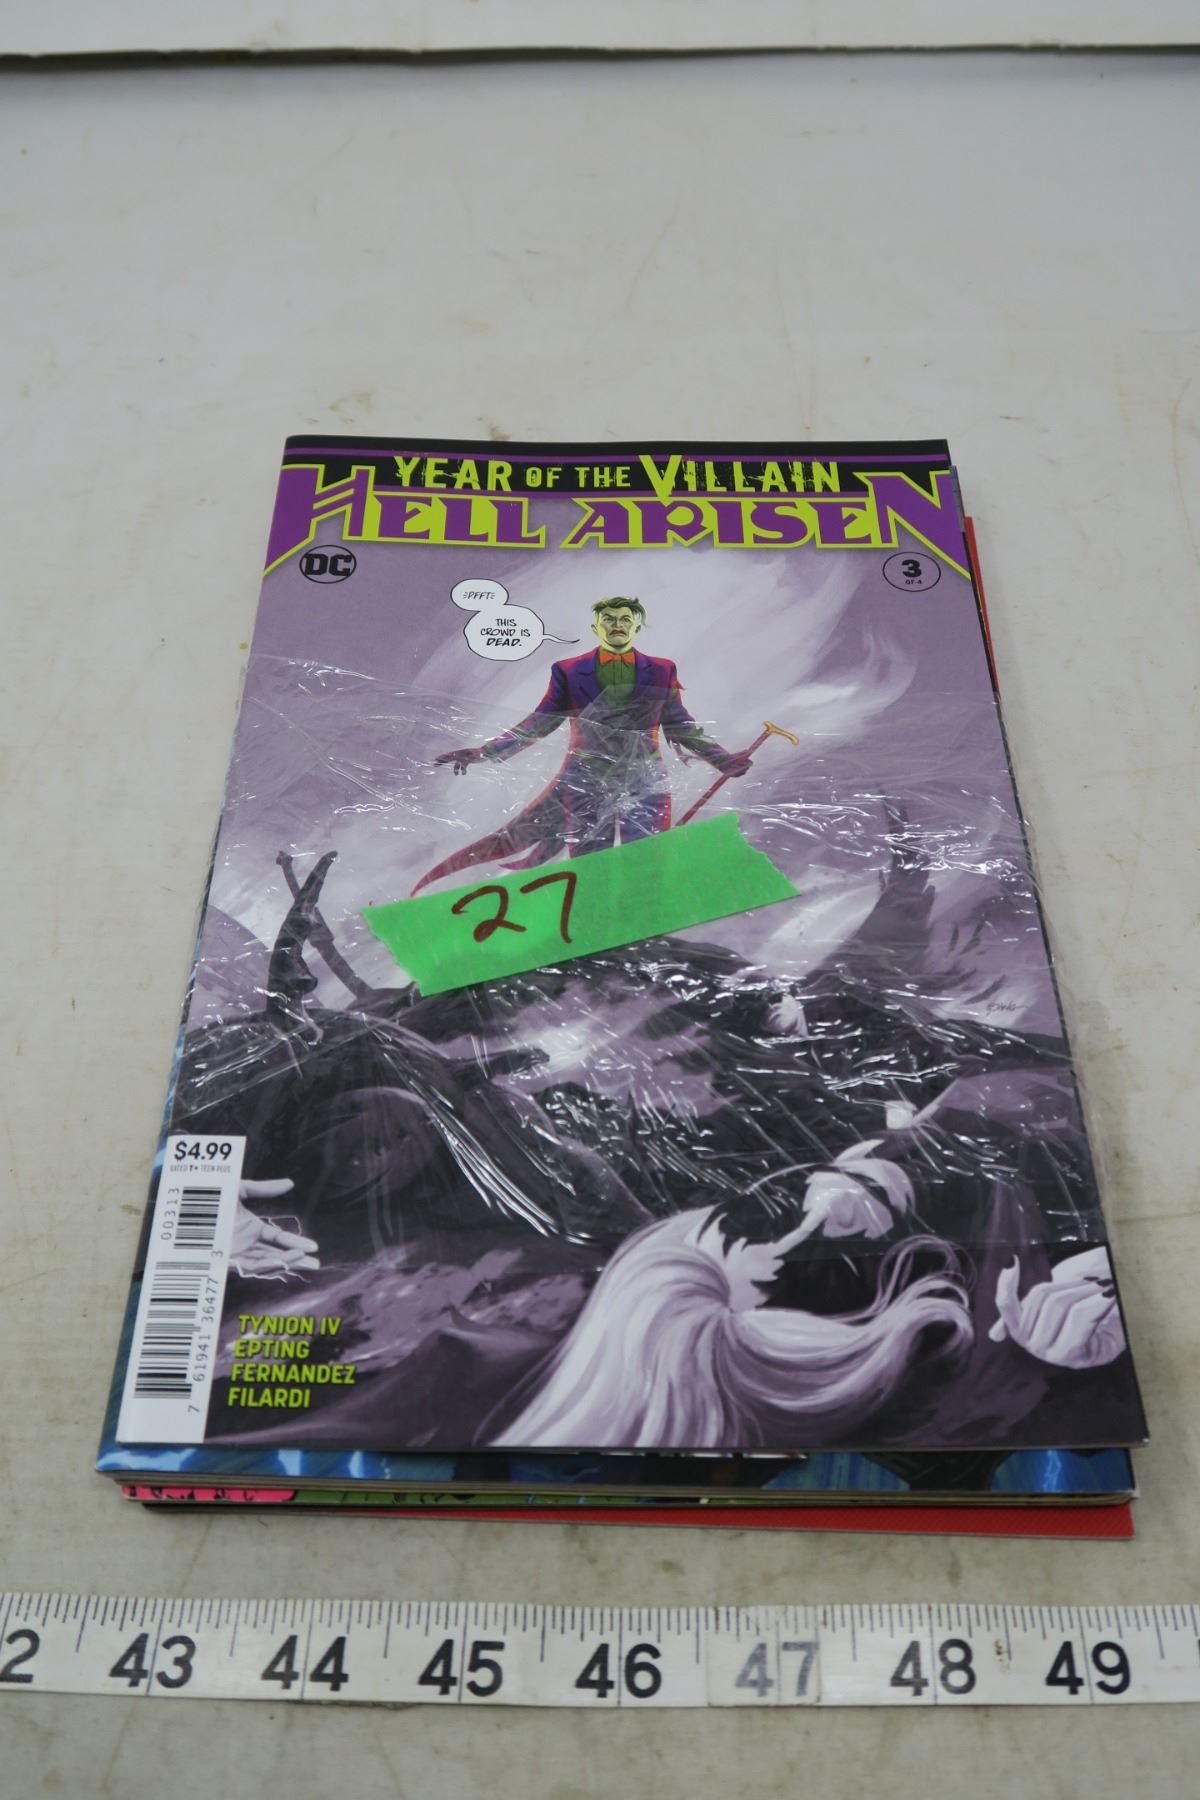 YEAR OF THE VILLAIN
HELL ARISEN
DC
3
OF 4
PFFT
THIS
CROWD IS
DEAD.
27
$4.99
RATED T+ TEEN PLUS
00313
7 61941 36477 3
TYNION IV
EPTING
FERNANDEZ
FILARDI
2 43 44 45 46 47 48 49